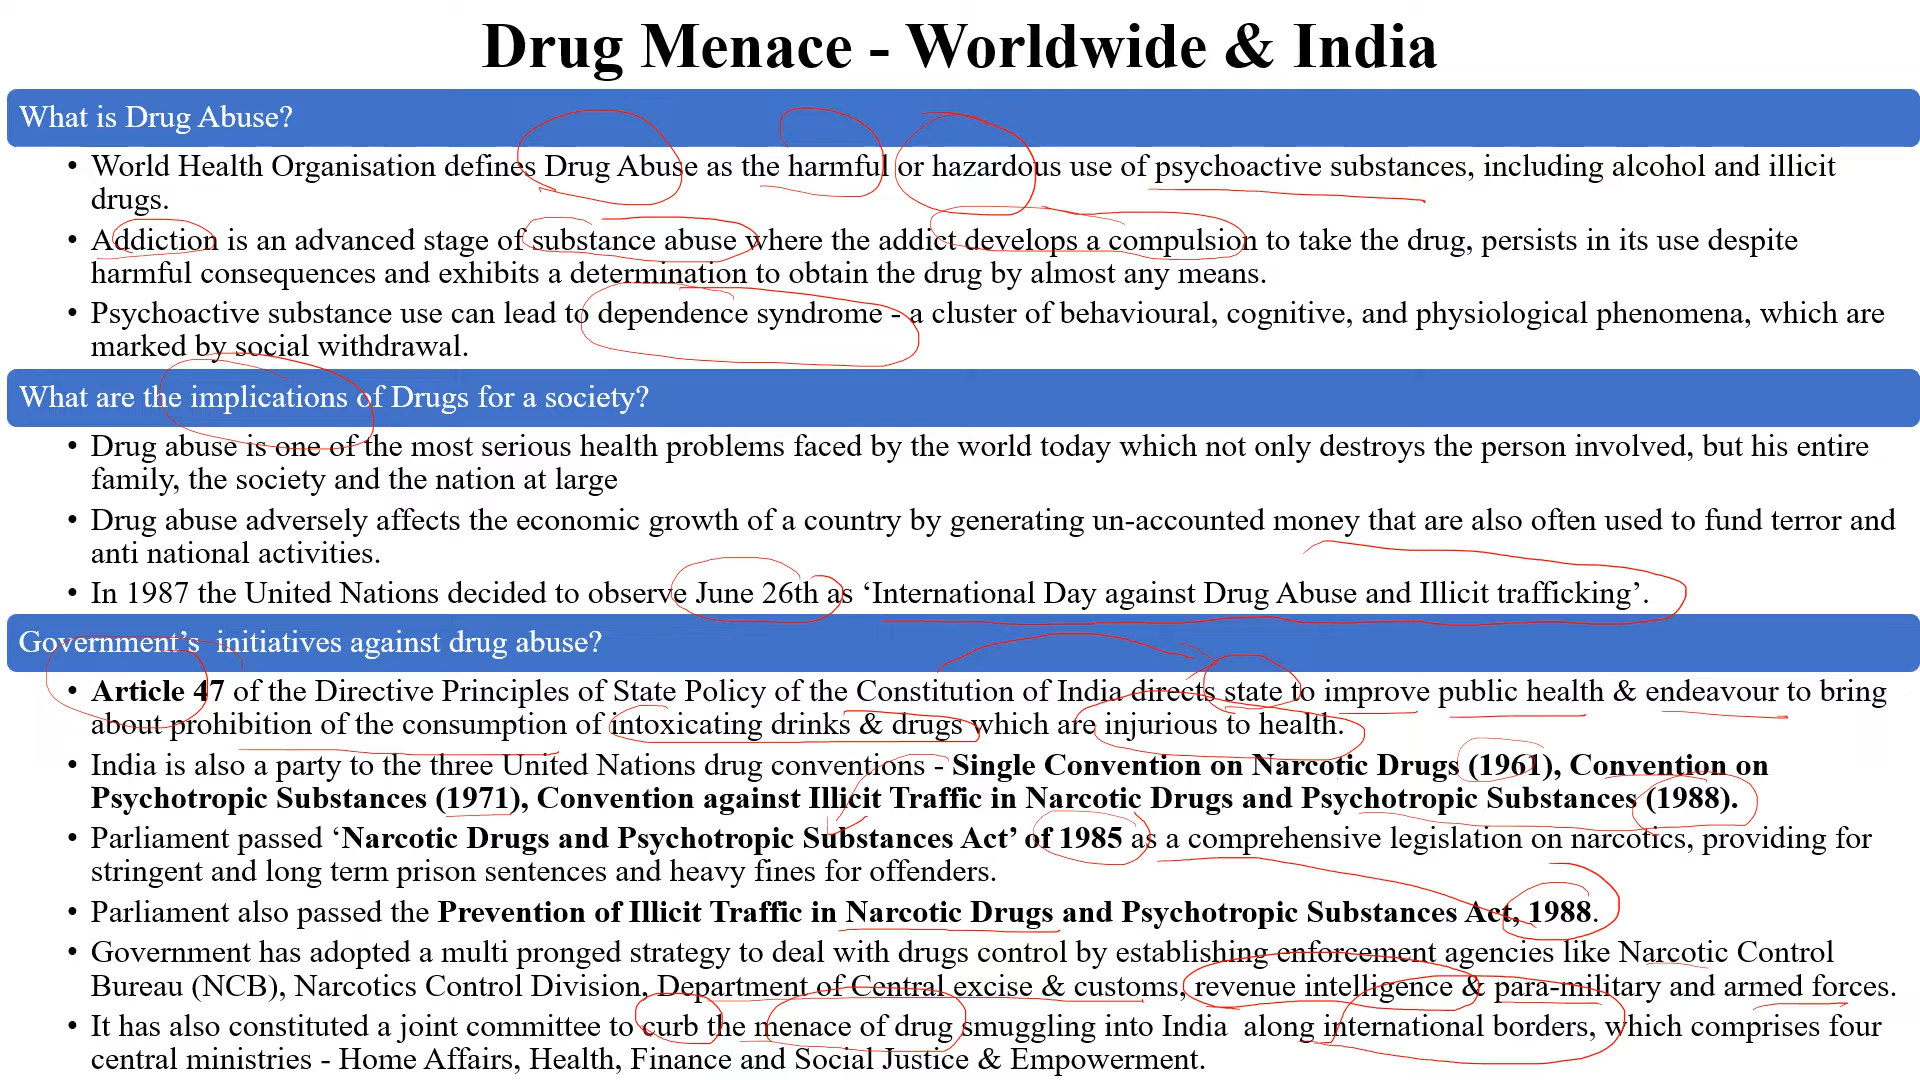 Drug Menace - Worldwide & India
What is Drug Abuse?
• World Health Organisation defines Drug Abuse as the harmful or hazardous use of psychoactive substances, including alcohol and illicit
drugs.
• Addiction is an advanced stage of substance abuse where the addict develops a compulsion to take the drug, persists in its use despite
harmful consequences and exhibits a determination to obtain the drug by almost any means.
• Psychoactive substance use can lead to dependence syndrome - a cluster of behavioural, cognitive, and physiological phenomena, which are
marked by social withdrawal.
What are the implications of Drugs for a society?
• Drug abuse is one of the most serious health problems faced by the world today which not only destroys the person involved, but his entire
family, the society and the nation at large
• Drug abuse adversely affects the economic growth of a country by generating un-accounted money that are also often used to fund terror and
anti national activities.
• In 1987 the United Nations decided to observe June 26th as ‘International Day against Drug Abuse and Illicit trafficking’.
Government’s initiatives against drug abuse?
• Article 47 of the Directive Principles of State Policy of the Constitution of India directs state to improve public health & endeavour to bring
about prohibition of the consumption of intoxicating drinks & drugs which are injurious to health.
• India is also a party to the three United Nations drug conventions - Single Convention on Narcotic Drugs (1961), Convention on
Psychotropic Substances (1971), Convention against Illicit Traffic in Narcotic Drugs and Psychotropic Substances (1988).
• Parliament passed ‘Narcotic Drugs and Psychotropic Substances Act’ of 1985 as a comprehensive legislation on narcotics, providing for
stringent and long term prison sentences and heavy fines for offenders.
• Parliament also passed the Prevention of Illicit Traffic in Narcotic Drugs and Psychotropic Substances Act, 1988.
• Government has adopted a multi pronged strategy to deal with drugs control by establishing enforcement agencies like Narcotic Control
Bureau (NCB), Narcotics Control Division, Department of Central excise & customs, revenue intelligence & para-military and armed forces.
• It has also constituted a joint committee to curb the menace of drug smuggling into India along international borders, which comprises four
central ministries - Home Affairs, Health, Finance and Social Justice & Empowerment.